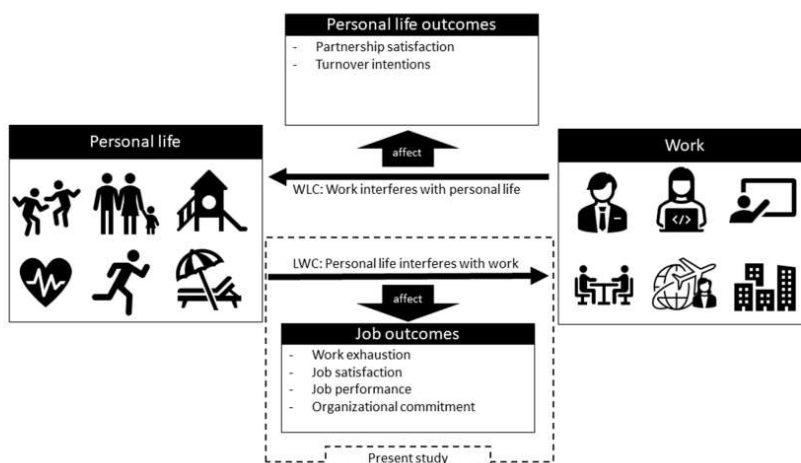 Personal life outcomes
- Partnership satisfaction
- Turnover intentions
Personal life
affect
Work
WLC: Work interferes with personal life
</>
LWC: Personal life interferes with work
affect
Job outcomes
- Work exhaustion
- Job satisfaction
- Job performance
- Organizational commitment
Present study